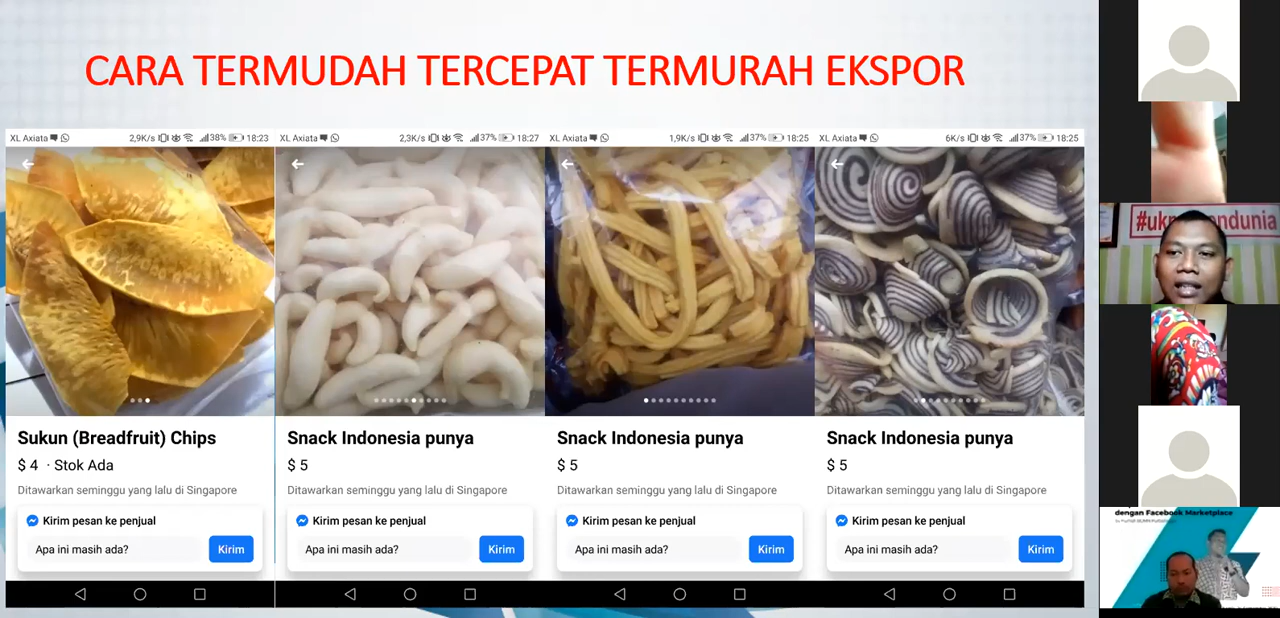 CARA TERMUDAH TERCEPAT TERMURAH EKSPOR
XL Axiata 2,9K/s 38% 18:23
Sukun (Breadfruit) Chips
$ 4 · Stok Ada
Ditawarkan seminggu yang lalu di Singapore
Kirim pesan ke penjual
Apa ini masih ada? Kirim
XL Axiata 2,3K/s 37% 18:27
Snack Indonesia punya
$ 5
Ditawarkan seminggu yang lalu di Singapore
Kirim pesan ke penjual
Apa ini masih ada? Kirim
XL Axiata 1,9K/s 37% 18:25
Snack Indonesia punya
$ 5
Ditawarkan seminggu yang lalu di Singapore
Kirim pesan ke penjual
Apa ini masih ada? Kirim
XL Axiata 6K/s 37% 18:25
Snack Indonesia punya
$ 5
Ditawarkan seminggu yang lalu di Singapore
Kirim pesan ke penjual
Apa ini masih ada? Kirim
dengan Facebook Marketplace